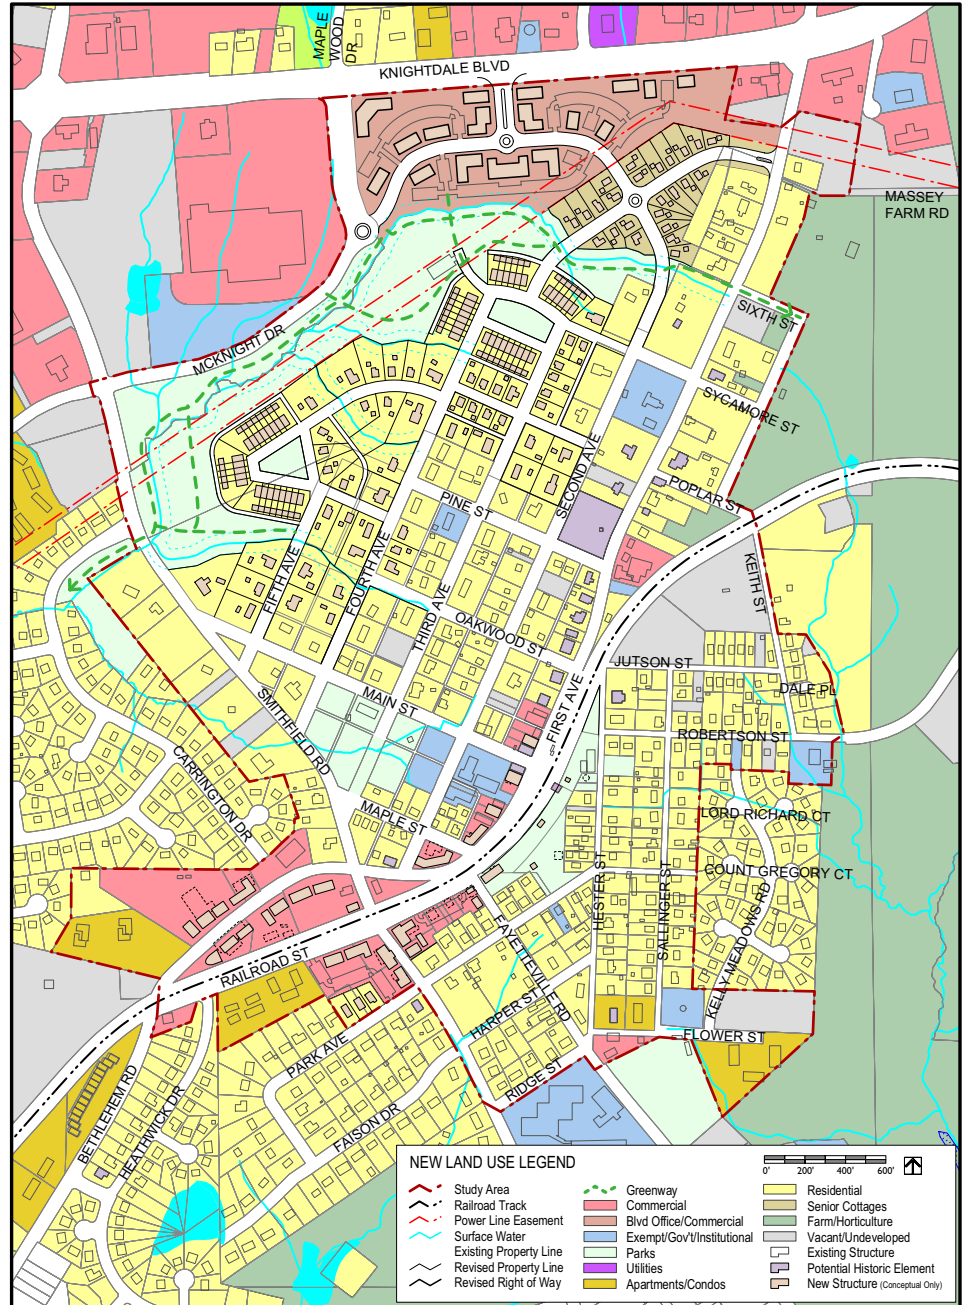 MAPLE
WOOD
DR
KNIGHTDALE BLVD
MASSEY
FARM RD
SIXTH ST
MCKNIGHT DR
SYCAMORE ST
SECOND AVE
POPLAR ST
PINE ST
KEITH ST
FIFTH AVE
FOURTH AVE
THIRD AVE
OAKWOOD ST
JUTSON ST
DALE PL
MAIN ST
FIRST AVE
SMITHFIELD RD
ROBERTSON ST
CARRINGTON DR
MAPLE ST
LORD RICHARD CT
COUNT GREGORY CT
HESTER ST
SALLINGER ST
KELLY MEADOWS RD
FAYETTEVILLE RD
RAILROAD ST
HARPER ST
FLOWER ST
PARK AVE
RIDGE ST
BETHLEHEM RD
HEATHWICK DR
FAISON DR
NEW LAND USE LEGEND
0' 200' 400' 600'
Study Area
Railroad Track
Power Line Easement
Surface Water
Existing Property Line
Revised Property Line
Revised Right of Way
Greenway
Commercial
Blvd Office/Commercial
Exempt/Gov't/Institutional
Parks
Utilities
Apartments/Condos
Residential
Senior Cottages
Farm/Horticulture
Vacant/Undeveloped
Existing Structure
Potential Historic Element
New Structure (Conceptual Only)